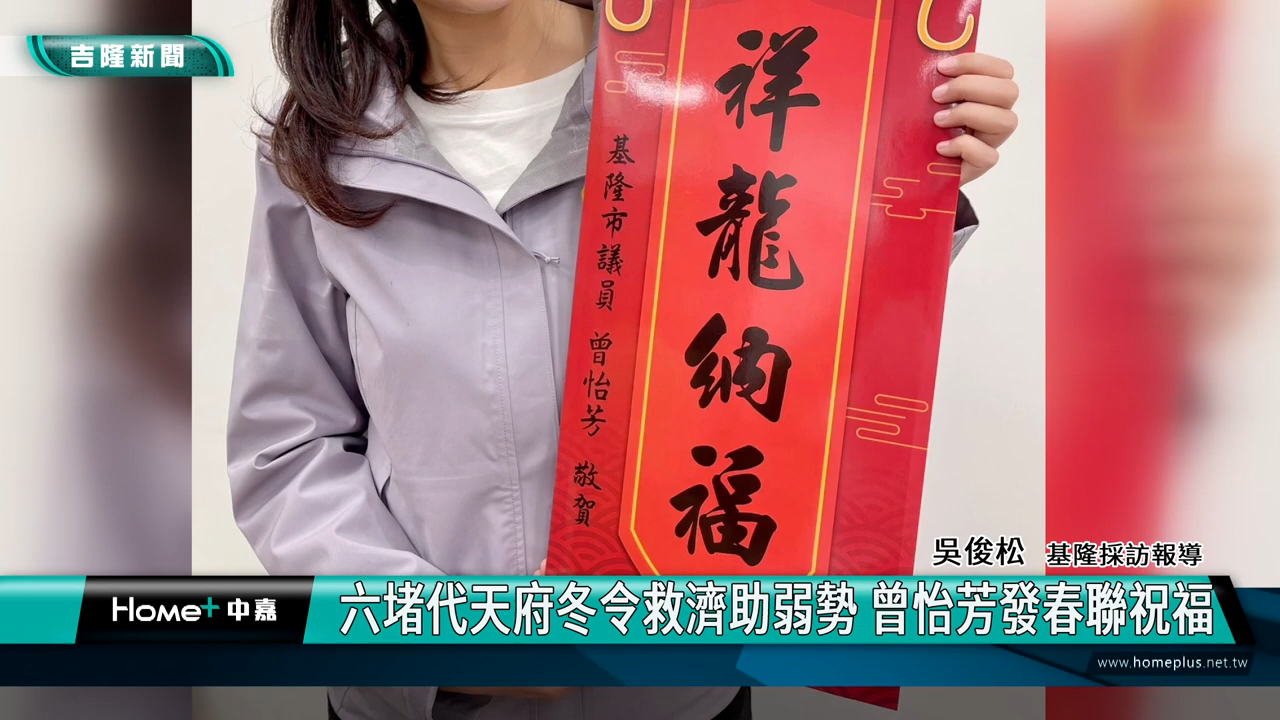 吉隆新聞
祥龍納福
基隆市議員 曾怡芳 敬賀
吳俊松 基隆採訪報導
Home+中嘉
六堵代天府冬令救濟助弱勢 曾怡芳發春聯祝福
www.homeplus.net.tw